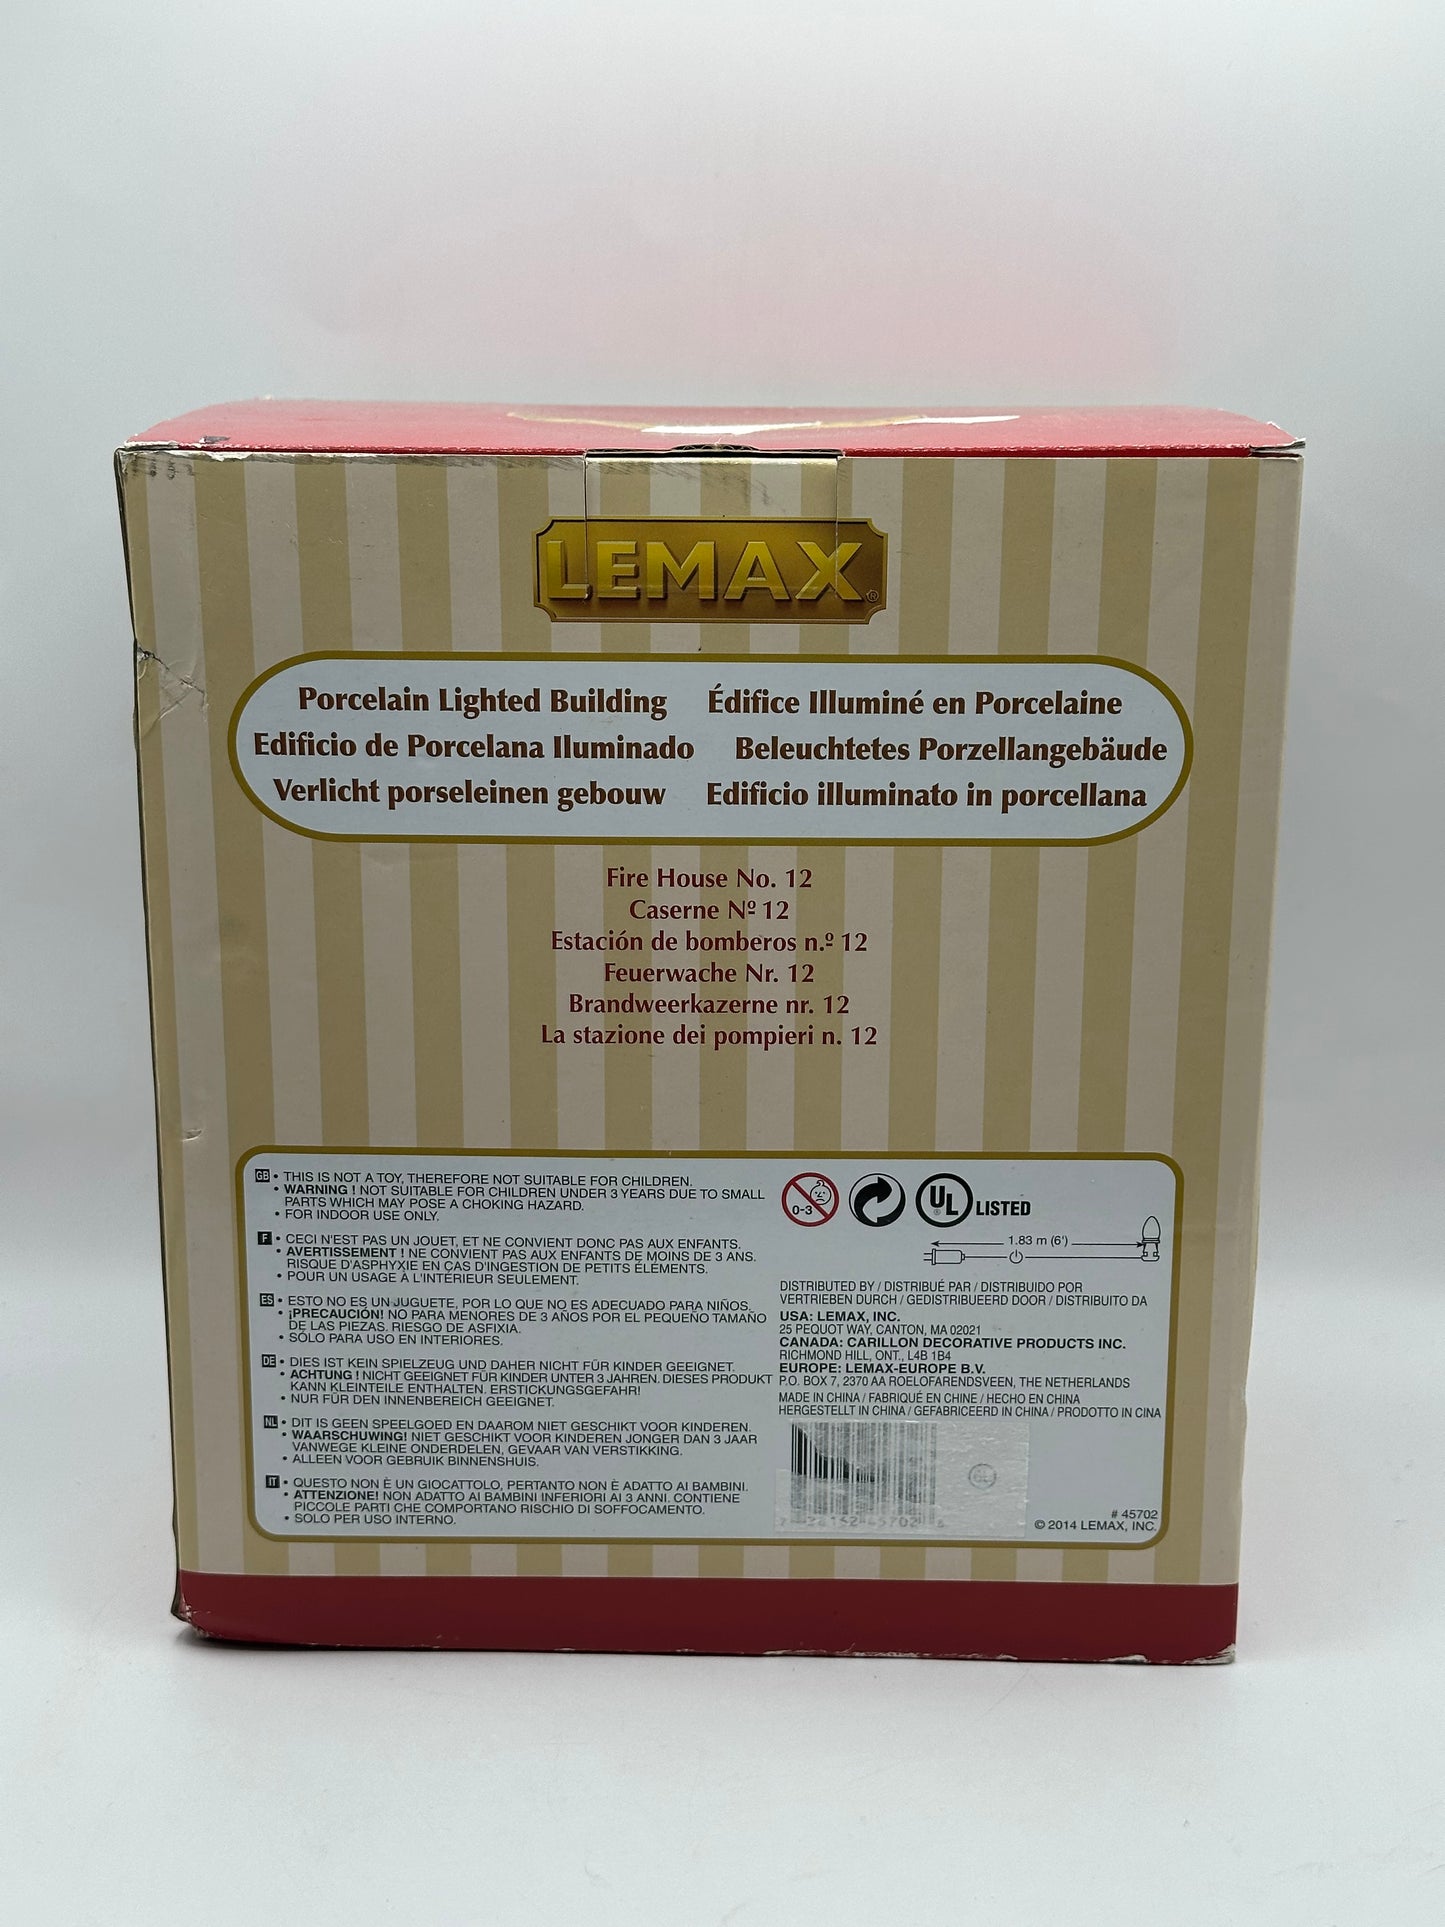 LEMAX®
Porcelain Lighted Building Édifice Illuminé en Porcelaine
Edificio de Porcelana Iluminado Beleuchtetes Porzellangebäude
Verlicht porseleinen gebouw Edificio illuminato in porcellana
Fire House No. 12
Caserne Nº 12
Estación de bomberos n.º 12
Feuerwache Nr. 12
Brandweerkazerne nr. 12
La stazione dei pompieri n. 12
GB • THIS IS NOT A TOY, THEREFORE NOT SUITABLE FOR CHILDREN.
• WARNING ! NOT SUITABLE FOR CHILDREN UNDER 3 YEARS DUE TO SMALL
PARTS WHICH MAY POSE A CHOKING HAZARD.
• FOR INDOOR USE ONLY.
F • CECI N'EST PAS UN JOUET, ET NE CONVIENT DONC PAS AUX ENFANTS.
• AVERTISSEMENT ! NE CONVIENT PAS AUX ENFANTS DE MOINS DE 3 ANS.
RISQUE D'ASPHYXIE EN CAS D'INGESTION DE PETITS ÉLÉMENTS.
• POUR UN USAGE À L'INTÉRIEUR SEULEMENT.
ES • ESTO NO ES UN JUGUETE, POR LO QUE NO ES ADECUADO PARA NIÑOS.
• ¡PRECAUCIÓN! NO PARA MENORES DE 3 AÑOS POR EL PEQUEÑO TAMAÑO
DE LAS PIEZAS. RIESGO DE ASFIXIA.
• SÓLO PARA USO EN INTERIORES.
DE • DIES IST KEIN SPIELZEUG UND DAHER NICHT FÜR KINDER GEEIGNET.
• ACHTUNG ! NICHT GEEIGNET FÜR KINDER UNTER 3 JAHREN. DIESES PRODUKT
KANN KLEINTEILE ENTHALTEN. ERSTICKUNGSGEFAHR!
• NUR FÜR DEN INNENBEREICH GEEIGNET.
NL • DIT IS GEEN SPEELGOED EN DAAROM NIET GESCHIKT VOOR KINDEREN.
• WAARSCHUWING! NIET GESCHIKT VOOR KINDEREN JONGER DAN 3 JAAR
VANWEGE KLEINE ONDERDELEN, GEVAAR VAN VERSTIKKING.
• ALLEEN VOOR GEBRUIK BINNENSHUIS.
IT • QUESTO NON È UN GIOCATTOLO, PERTANTO NON È ADATTO AI BAMBINI.
• ATTENZIONE! NON ADATTO AI BAMBINI INFERIORI AI 3 ANNI. CONTIENE
PICCOLE PARTI CHE COMPORTANO RISCHIO DI SOFFOCAMENTO.
• SOLO PER USO INTERNO.
0-3
UL® LISTED
1.83 m (6')
DISTRIBUTED BY / DISTRIBUÉ PAR / DISTRIBUIDO POR
VERTRIEBEN DURCH / GEDISTRIBUEERD DOOR / DISTRIBUITO DA
USA: LEMAX, INC.
25 PEQUOT WAY, CANTON, MA 02021
CANADA: CARILLON DECORATIVE PRODUCTS INC.
RICHMOND HILL, ONT., L4B 1B4
EUROPE: LEMAX-EUROPE B.V.
P.O. BOX 7, 2370 AA ROELOFARENDSVEEN, THE NETHERLANDS
MADE IN CHINA / FABRIQUÉ EN CHINE / HECHO EN CHINA
HERGESTELLT IN CHINA / GEFABRICEERD IN CHINA / PRODOTTO IN CINA
# 45702
© 2014 LEMAX, INC.